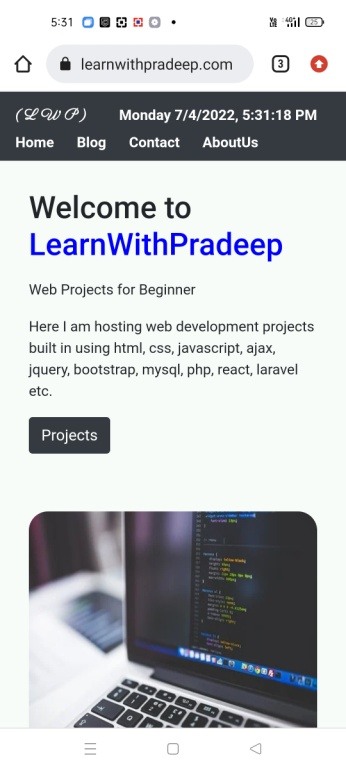 5:31
25
learnwithpradeep.com
3
(ℒ𝒲𝒫) Monday 7/4/2022, 5:31:18 PM
Home Blog Contact AboutUs
Welcome to
LearnWithPradeep
Web Projects for Beginner
Here I am hosting web development projects
built in using html, css, javascript, ajax,
jquery, bootstrap, mysql, php, react, laravel
etc.
Projects